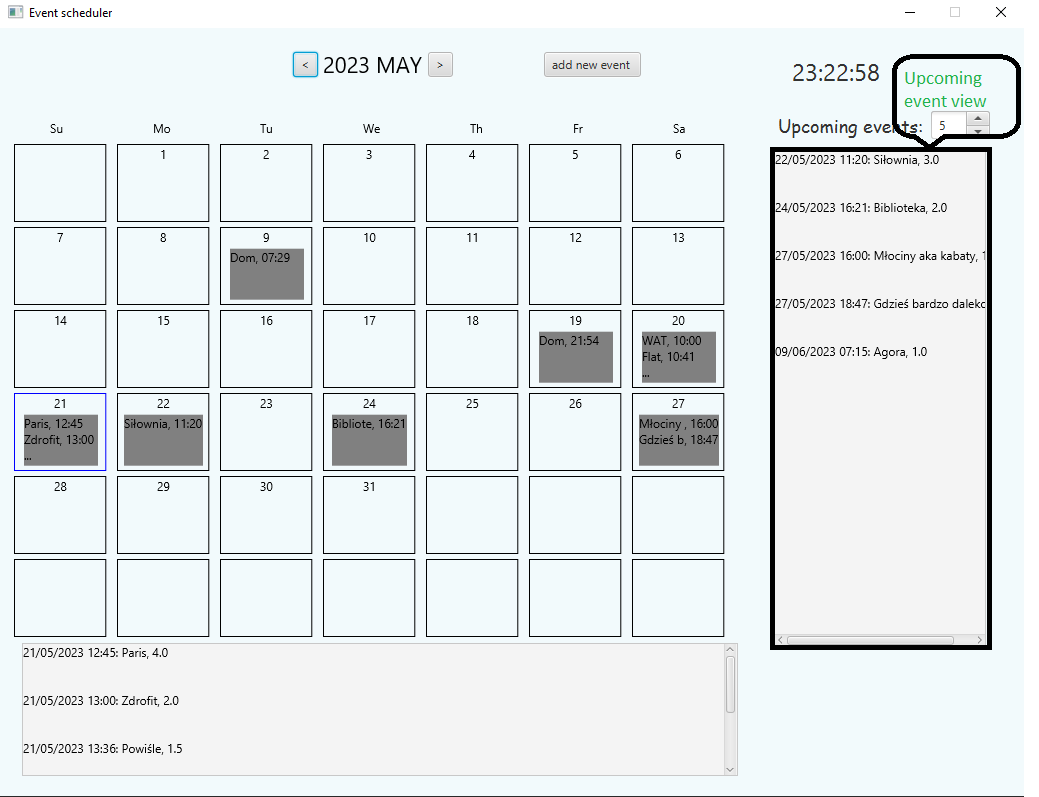 Event scheduler
< 2023 MAY >
add new event
23:22:58
Upcoming
event view
Upcoming events: 5
Su Mo Tu We Th Fr Sa
1 2 3 4 5 6
7 8 9 10 11 12 13
Dom, 07:29
14 15 16 17 18 19 20
Dom, 21:54
WAT, 10:00
Flat, 10:41
...
21 22 23 24 25 26 27
Paris, 12:45
Zdrofit, 13:00
...
Siłownia, 11:20
Bibliote, 16:21
Młociny , 16:00
Gdzieś b, 18:47
28 29 30 31
22/05/2023 11:20: Siłownia, 3.0
24/05/2023 16:21: Biblioteka, 2.0
27/05/2023 16:00: Młociny aka kabaty, 1
27/05/2023 18:47: Gdzieś bardzo daleko
09/06/2023 07:15: Agora, 1.0
21/05/2023 12:45: Paris, 4.0
21/05/2023 13:00: Zdrofit, 2.0
21/05/2023 13:36: Powiśle, 1.5